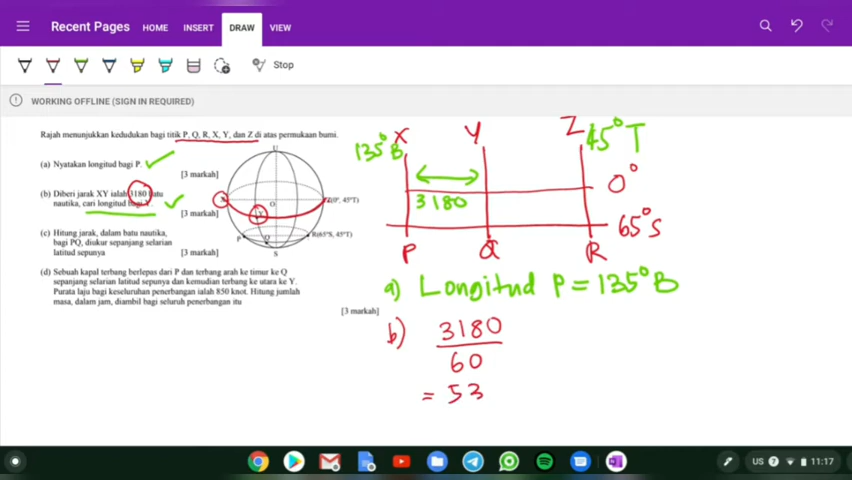 Recent Pages HOME INSERT DRAW VIEW
Stop
WORKING OFFLINE (SIGN IN REQUIRED)
Rajah menunjukkan kedudukan bagi titik P, Q, R, X, Y, dan Z di atas permukaan bumi.
(a) Nyatakan longitud bagi P.
[3 markah]
(b) Diberi jarak XY ialah 3180 batu
nautika, cari longitud bagi Y.
[3 markah]
(c) Hitung jarak, dalam batu nautika,
bagi PQ, diukur sepanjang selarian
latitud sepunya
[3 markah]
(d) Sebuah kapal terbang berlepas dari P dan terbang arah ke timur ke Q
sepanjang selarian latitud sepunya dan kemudian terbang ke utara ke Y.
Purata laju bagi keseluruhan penerbangan ialah 850 knot. Hitung jumlah
masa, dalam jam, diambil bagi seluruh penerbangan itu
[3 markah]
U
X
O
Y
Z(0°, 45°T)
P
Q
R(65°S, 45°T)
S
X Y Z
135°B 45°T
0°
3180
65°S
P Q R
a) Longitud P = 135°B
b) 3180
60
= 53
US 11:17